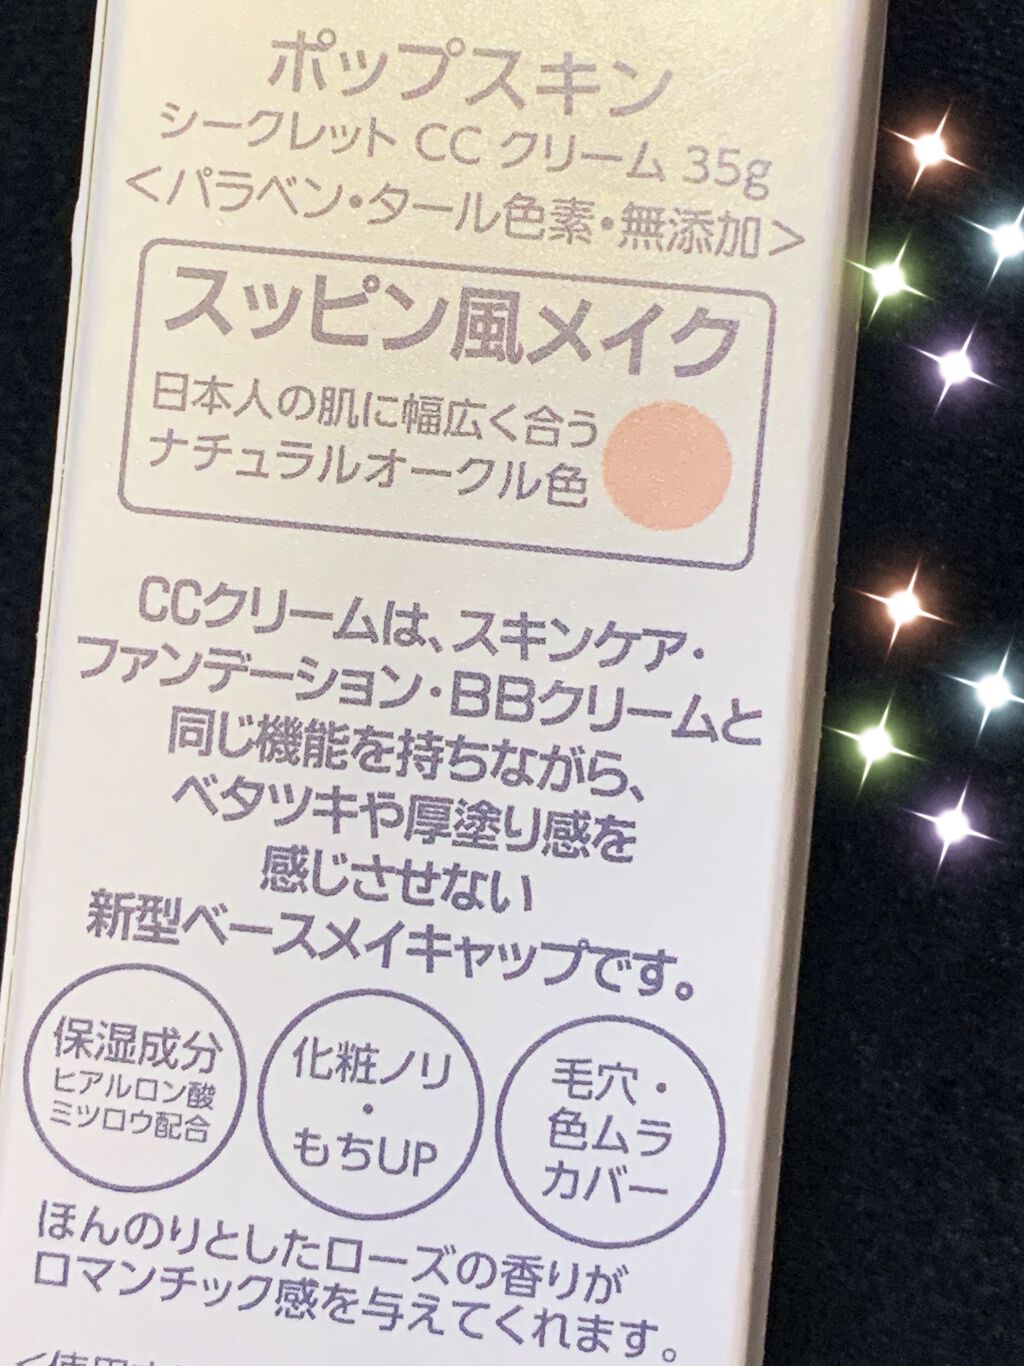 ポップスキン
シークレット CC クリーム 35g
＜パラベン・タール色素・無添加＞
スッピン風メイク
日本人の肌に幅広く合う
ナチュラルオークル色
CCクリームは、スキンケア・
ファンデーション・BBクリームと
同じ機能を持ちながら、
ベタツキや厚塗り感を
感じさせない
新型ベースメイキャップです。
保湿成分
ヒアルロン酸
ミツロウ配合
化粧ノリ
・
もちUP
毛穴・
色ムラ
カバー
ほんのりとしたローズの香りが
ロマンチック感を与えてくれます。